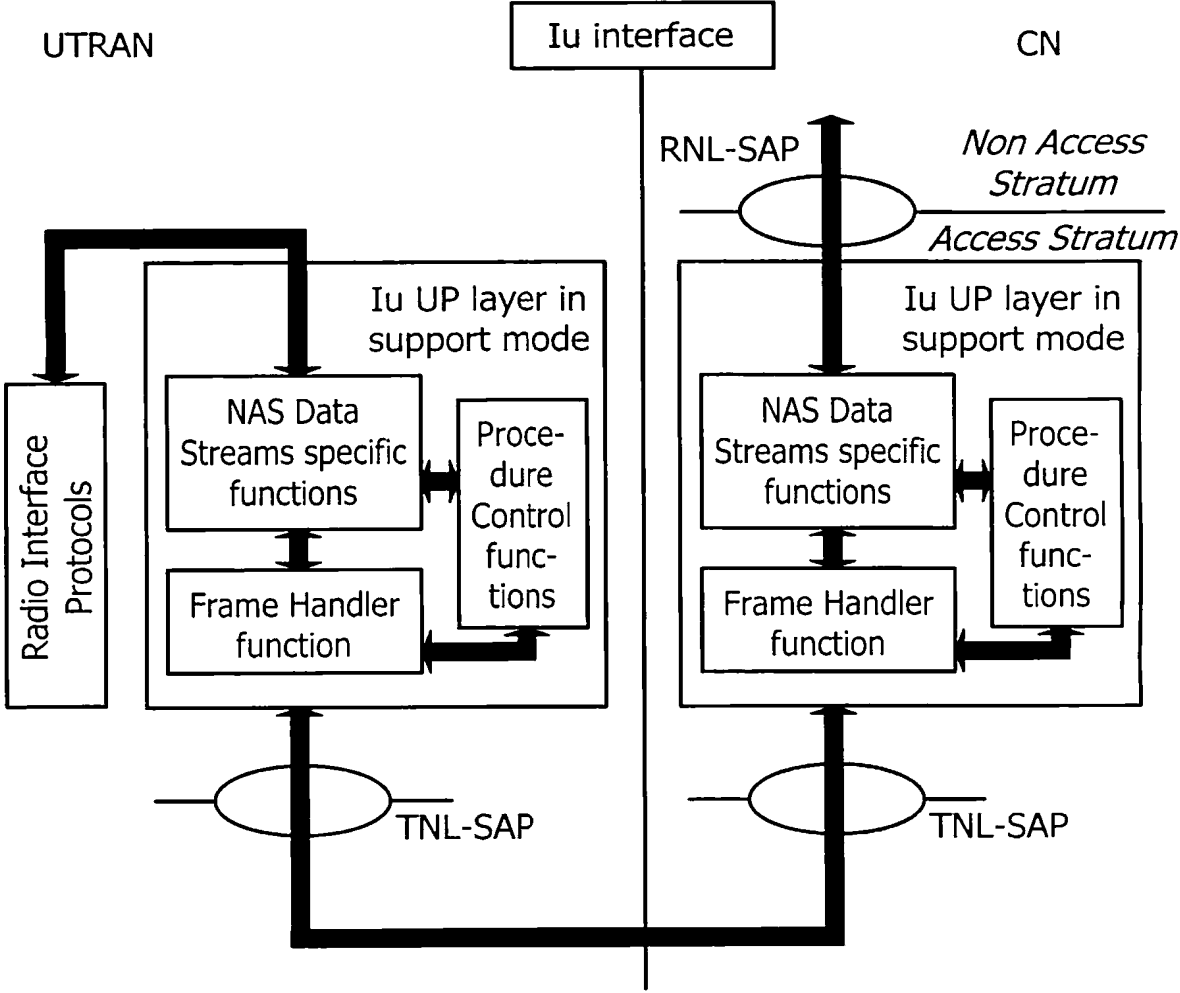 UTRAN
Iu interface
CN
RNL-SAP
Non Access
Stratum
Access Stratum
Iu UP layer in
support mode
NAS Data
Streams specific
functions
Proce-
dure
Control
func-
tions
Frame Handler
function
Radio Interface
Protocols
TNL-SAP
Iu UP layer in
support mode
NAS Data
Streams specific
functions
Proce-
dure
Control
func-
tions
Frame Handler
function
TNL-SAP